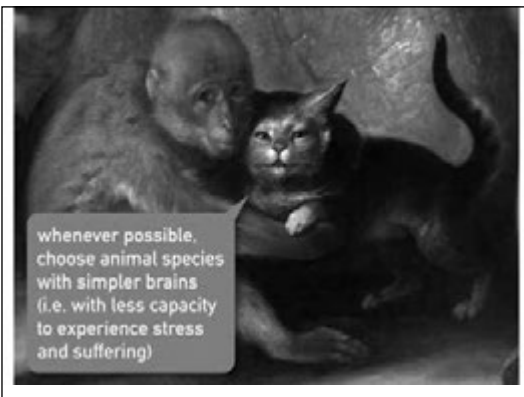 whenever possible,
choose animal species
with simpler brains
(i.e. with less capacity
to experience stress
and suffering)